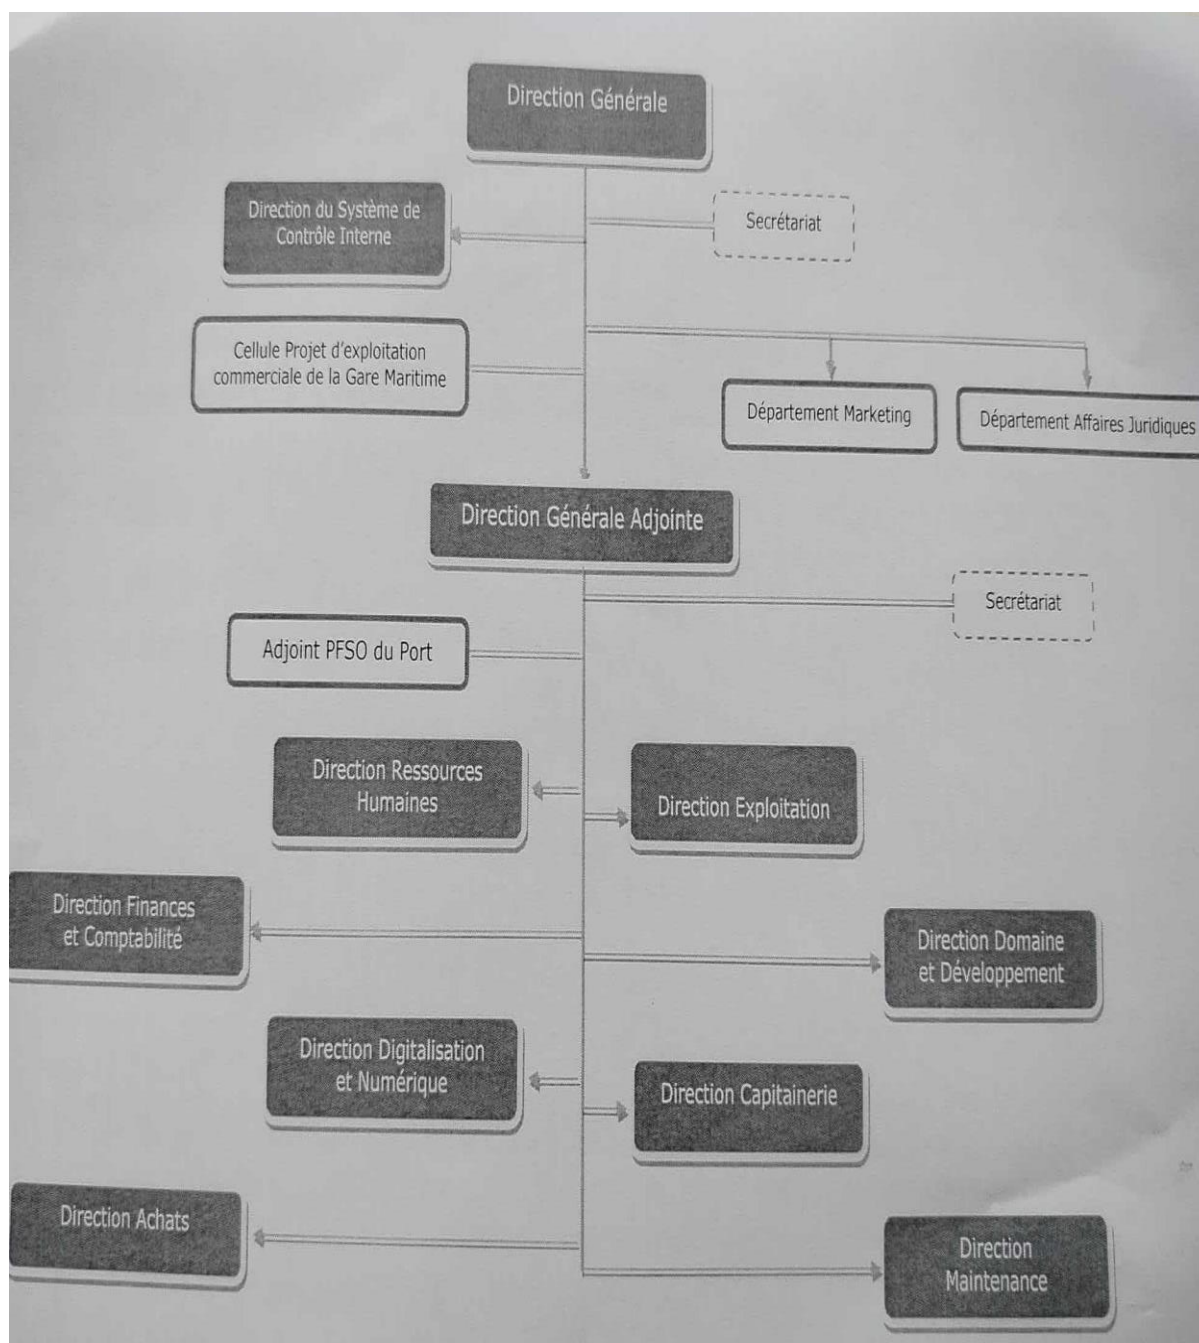 Direction Générale
Direction du Système de
Contrôle Interne
Secrétariat
Cellule Projet d'exploitation
commerciale de la Gare Maritime
Département Marketing
Département Affaires Juridiques
Direction Générale Adjointe
Secrétariat
Adjoint PFSO du Port
Direction Ressources
Humaines
Direction Exploitation
Direction Finances
et Comptabilité
Direction Domaine
et Développement
Direction Digitalisation
et Numérique
Direction Capitainerie
Direction Achats
Direction
Maintenance